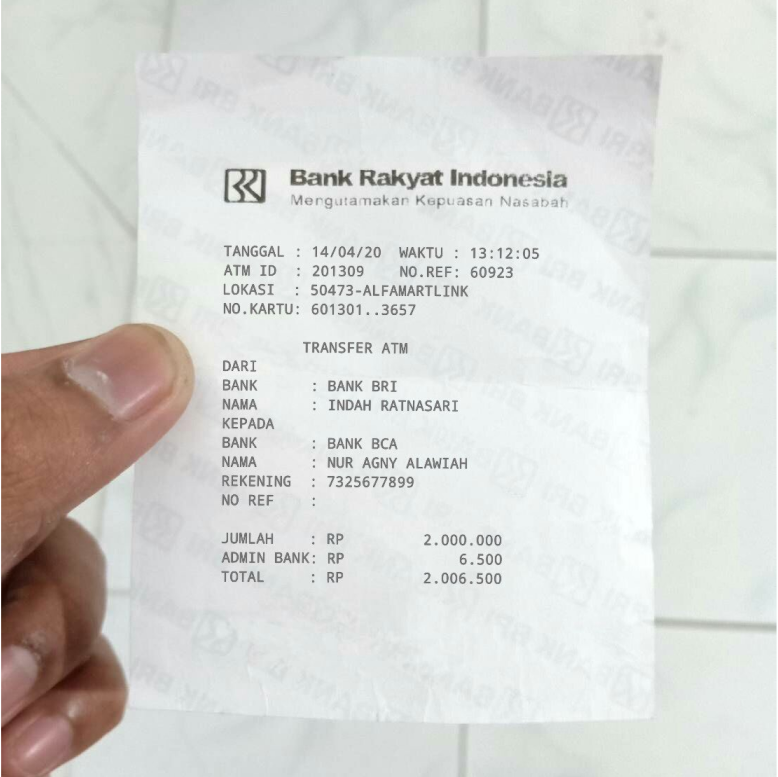 Bank Rakyat Indonesia
Mengutamakan Kepuasan Nasabah
TANGGAL : 14/04/20 WAKTU : 13:12:05
ATM ID : 201309 NO.REF: 60923
LOKASI : 50473-ALFAMARTLINK
NO.KARTU: 601301..3657
TRANSFER ATM
DARI
BANK : BANK BRI
NAMA : INDAH RATNASARI
KEPADA
BANK : BANK BCA
NAMA : NUR AGNY ALAWIAH
REKENING : 7325677899
NO REF :
JUMLAH : RP 2.000.000
ADMIN BANK: RP 6.500
TOTAL : RP 2.006.500